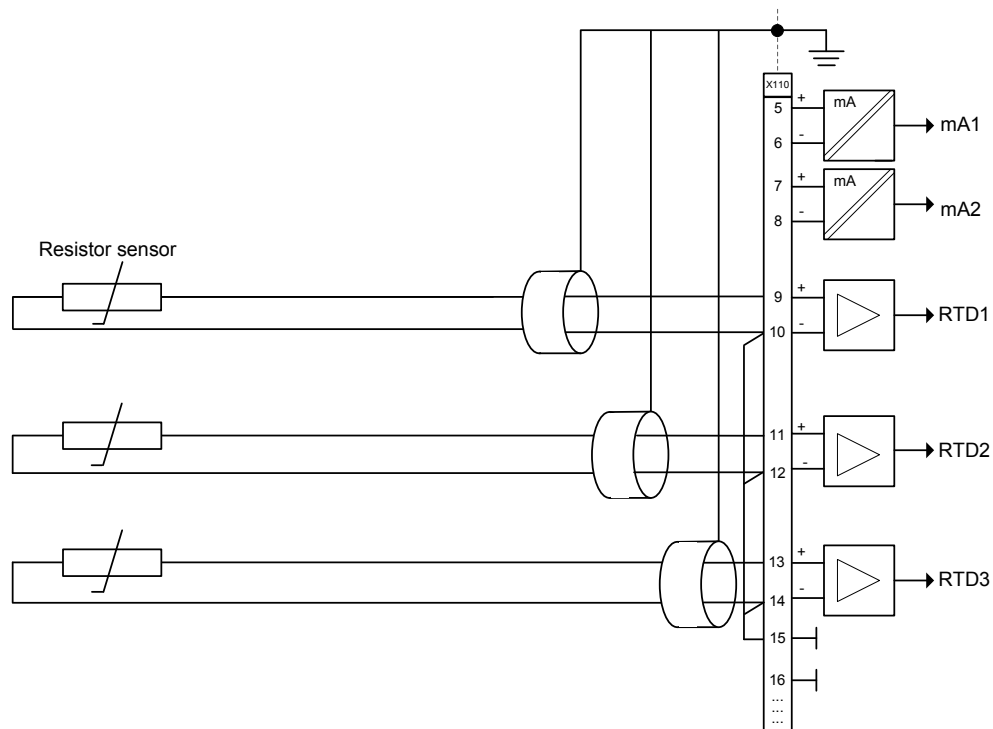 X110
5 + mA
mA1
6 -
7 + mA
mA2
8 -
Resistor sensor
9 +
RTD1
10 -
11 +
RTD2
12 -
13 +
RTD3
14 -
15
16
...
...
...